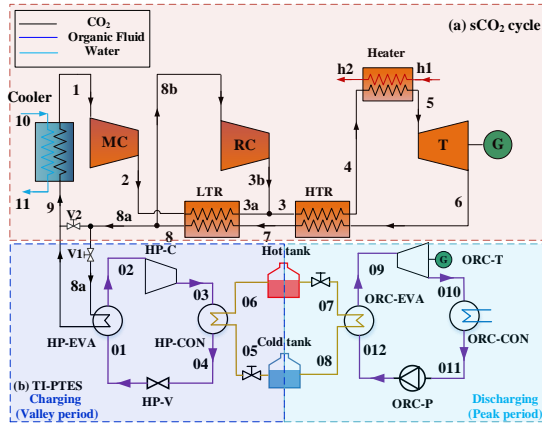 CO₂
Organic Fluid
Water
(a) sCO₂ cycle
Heater
h2
h1
8b
1
Cooler
10
MC
RC
5
T
G
4
2
3b
LTR
HTR
11
3a
3
6
9
V2
8a
8
7
V1
8a
Hot tank
02
HP-C
09
G
ORC-T
03
06
07
ORC-EVA
010
HP-EVA
HP-CON
Cold tank
ORC-CON
01
04
05
08
012
011
(b) TI-PTES
Charging
(Valley period)
HP-V
ORC-P
Discharging
(Peak period)